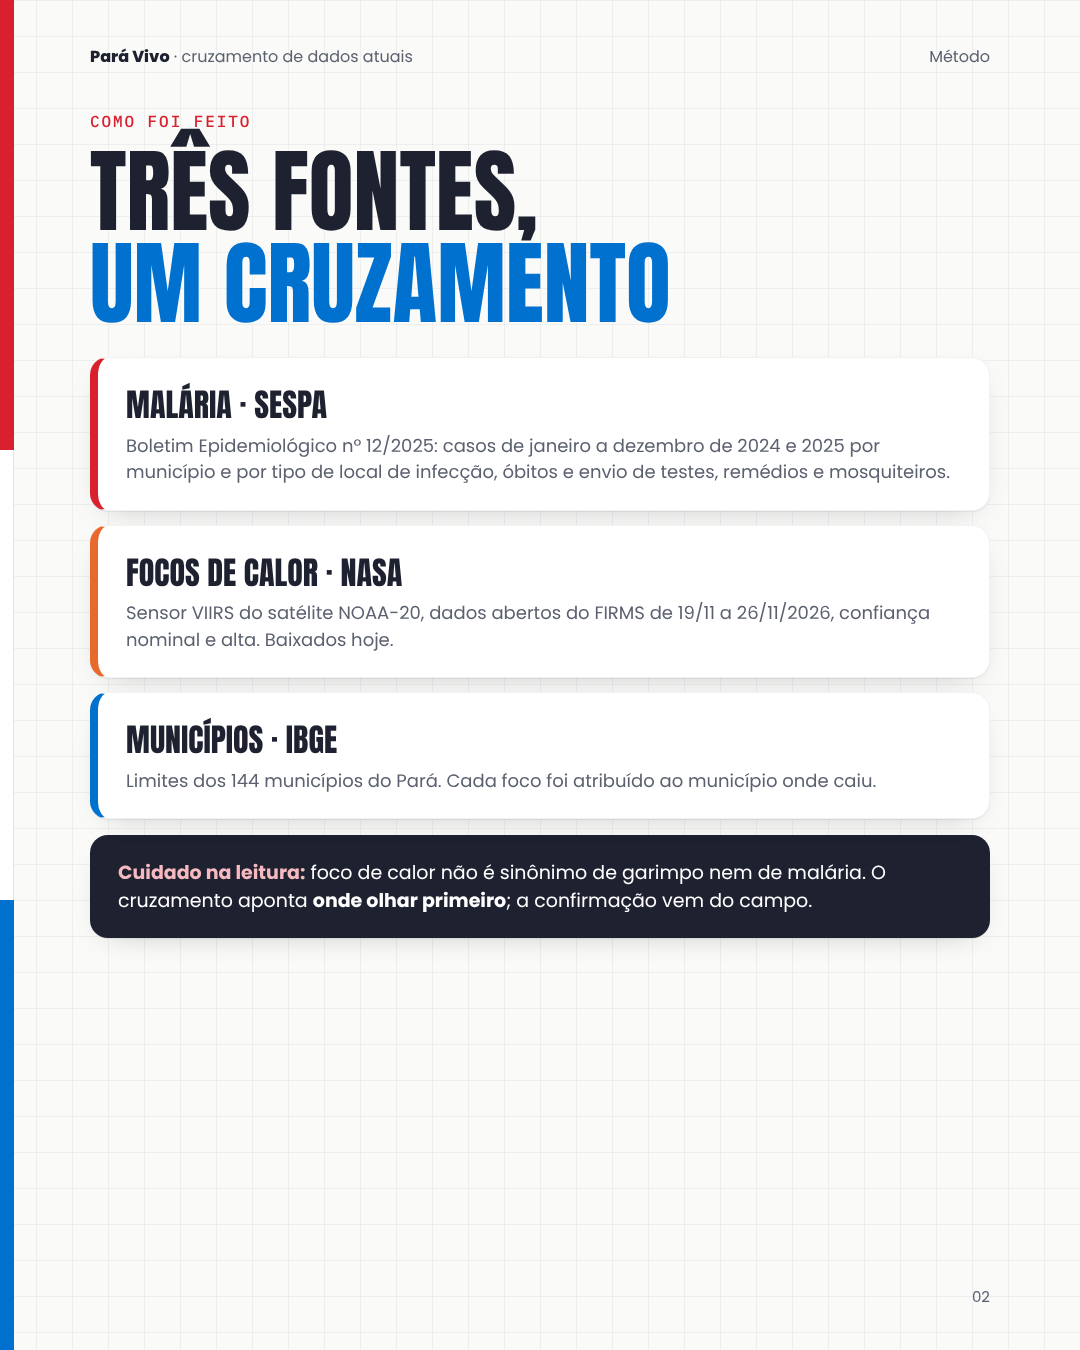 Pará Vivo · cruzamento de dados atuais
Método
COMO FOI FEITO
TRÊS FONTES,
UM CRUZAMENTO
MALÁRIA · SESPA
Boletim Epidemiológico nº 12/2025: casos de janeiro a dezembro de 2024 e 2025 por
município e por tipo de local de infecção, óbitos e envio de testes, remédios e mosquiteiros.
FOCOS DE CALOR · NASA
Sensor VIIRS do satélite NOAA-20, dados abertos do FIRMS de 19/11 a 26/11/2026, confiança
nominal e alta. Baixados hoje.
MUNICÍPIOS · IBGE
Limites dos 144 municípios do Pará. Cada foco foi atribuído ao município onde caiu.
Cuidado na leitura: foco de calor não é sinônimo de garimpo nem de malária. O
cruzamento aponta onde olhar primeiro; a confirmação vem do campo.
02